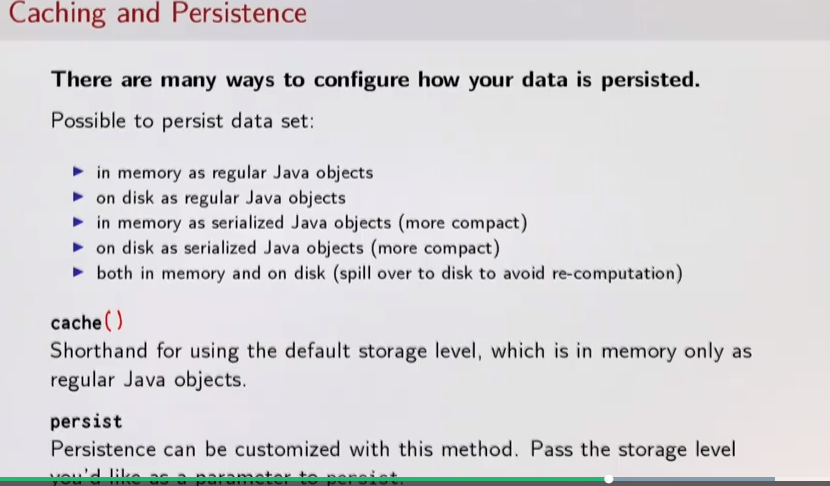 Caching and Persistence
There are many ways to configure how your data is persisted.
Possible to persist data set:
in memory as regular Java objects
on disk as regular Java objects
in memory as serialized Java objects (more compact)
on disk as serialized Java objects (more compact)
both in memory and on disk (spill over to disk to avoid re-computation)
cache()
Shorthand for using the default storage level, which is in memory only as
regular Java objects.
persist
Persistence can be customized with this method. Pass the storage level
you'd like as a parameter to persist.